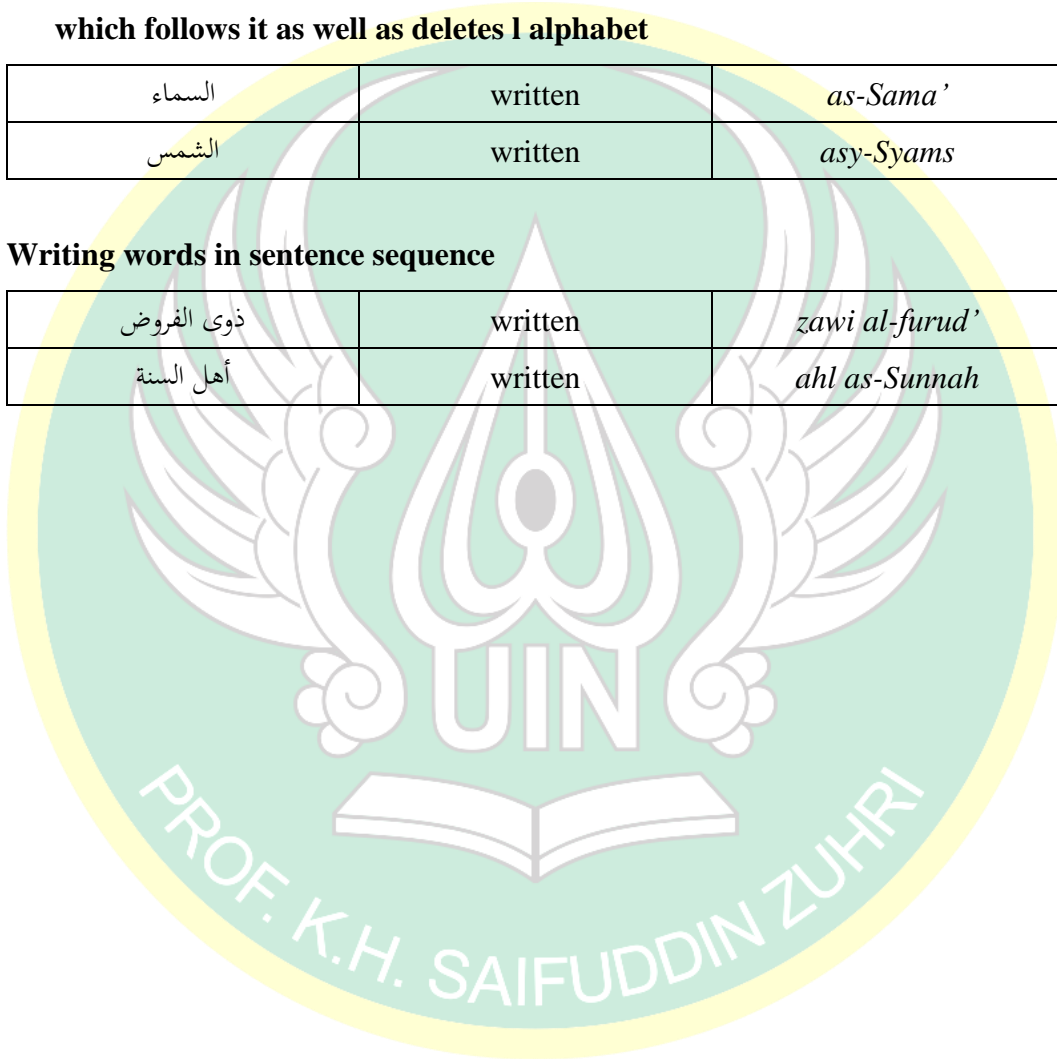 which follows it as well as deletes l alphabet
السماء written as-Sama’
الشمس written asy-Syams
Writing words in sentence sequence
ذوى الفروض written zawi al-furud’
أهل السنة written ahl as-Sunnah
UIN
PROF. K.H. SAIFUDDIN ZUHRI